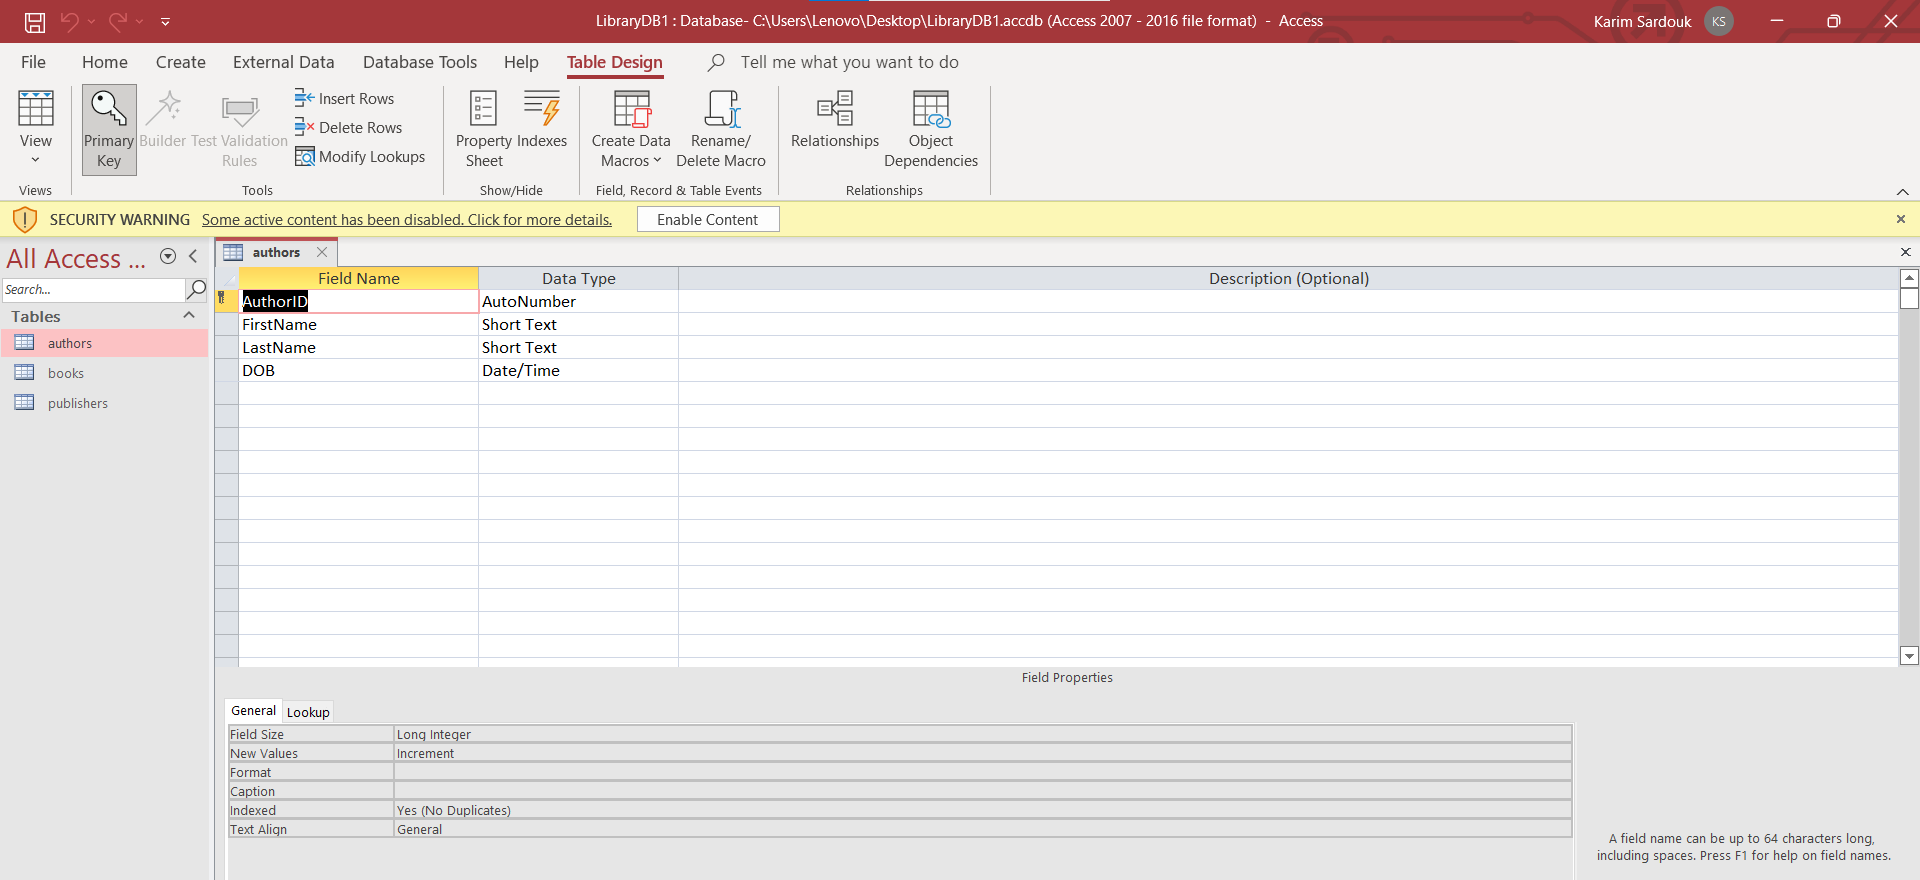 LibraryDB1 : Database- C:\Users\Lenovo\Desktop\LibraryDB1.accdb (Access 2007 - 2016 file format) - Access
Karim Sardouk KS
File Home Create External Data Database Tools Help Table Design Tell me what you want to do
View
Primary Key
Builder
Test Validation Rules
Insert Rows
Delete Rows
Modify Lookups
Property Sheet
Indexes
Create Data Macros
Rename/ Delete Macro
Relationships
Object Dependencies
Views Tools Show/Hide Field, Record & Table Events Relationships
SECURITY WARNING Some active content has been disabled. Click for more details. Enable Content
All Access ...
Search...
Tables
authors
books
publishers
authors
Field Name Data Type Description (Optional)
AuthorID AutoNumber
FirstName Short Text
LastName Short Text
DOB Date/Time
Field Properties
General Lookup
Field Size Long Integer
New Values Increment
Format
Caption
Indexed Yes (No Duplicates)
Text Align General
A field name can be up to 64 characters long,
including spaces. Press F1 for help on field names.